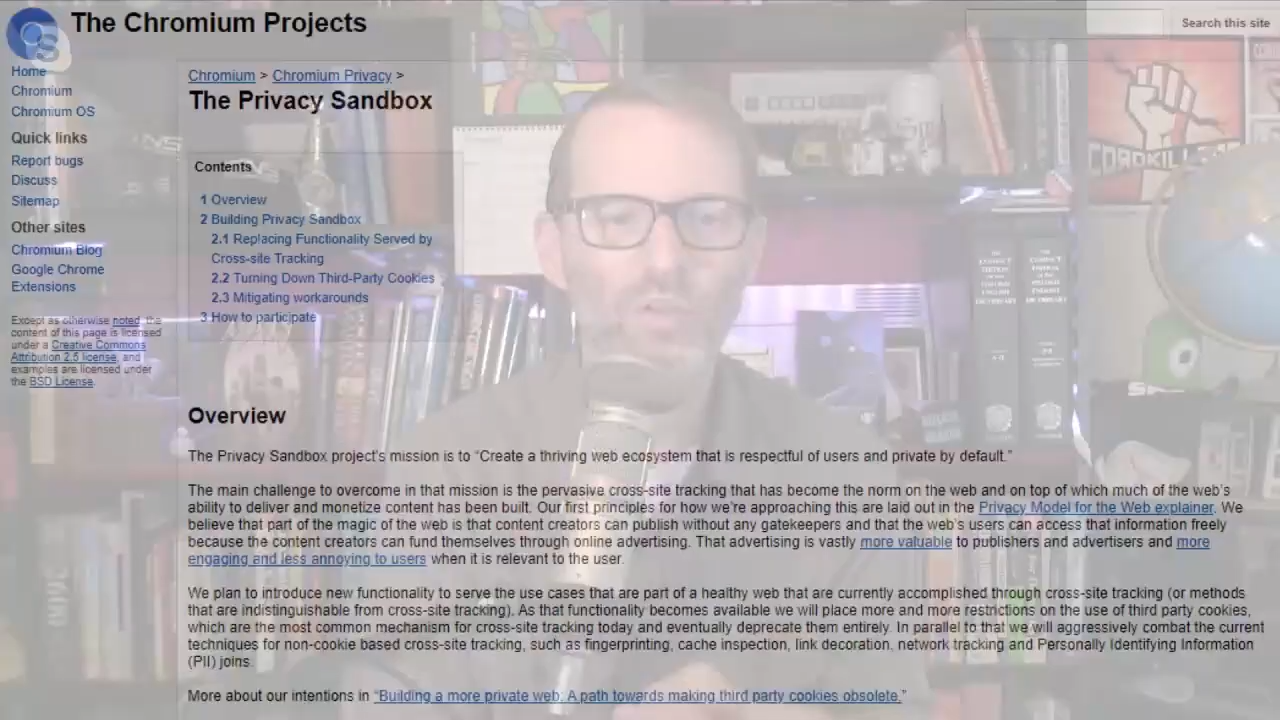 The Chromium Projects
Search this site
Home
Chromium
Chromium OS
Quick links
Report bugs
Discuss
Sitemap
Other sites
Chromium Blog
Google Chrome
Extensions
Except as otherwise noted, the
content of this page is licensed
under a Creative Commons
Attribution 2.5 license, and
examples are licensed under
the BSD License.
Chromium > Chromium Privacy >
The Privacy Sandbox
Contents
1 Overview
2 Building Privacy Sandbox
2.1 Replacing Functionality Served by
Cross-site Tracking
2.2 Turning Down Third-Party Cookies
2.3 Mitigating workarounds
3 How to participate
Overview
The Privacy Sandbox project's mission is to “Create a thriving web ecosystem that is respectful of users and private by default.”
The main challenge to overcome in that mission is the pervasive cross-site tracking that has become the norm on the web and on top of which much of the web's
ability to deliver and monetize content has been built. Our first principles for how we're approaching this are laid out in the Privacy Model for the Web explainer. We
believe that part of the magic of the web is that content creators can publish without any gatekeepers and that the web's users can access that information freely
because the content creators can fund themselves through online advertising. That advertising is vastly more valuable to publishers and advertisers and more
engaging and less annoying to users when it is relevant to the user.
We plan to introduce new functionality to serve the use cases that are part of a healthy web that are currently accomplished through cross-site tracking (or methods
that are indistinguishable from cross-site tracking). As that functionality becomes available we will place more and more restrictions on the use of third party cookies,
which are the most common mechanism for cross-site tracking today and eventually deprecate them entirely. In parallel to that we will aggressively combat the current
techniques for non-cookie based cross-site tracking, such as fingerprinting, cache inspection, link decoration, network tracking and Personally Identifying Information
(PII) joins.
More about our intentions in “Building a more private web: A path towards making third party cookies obsolete.”